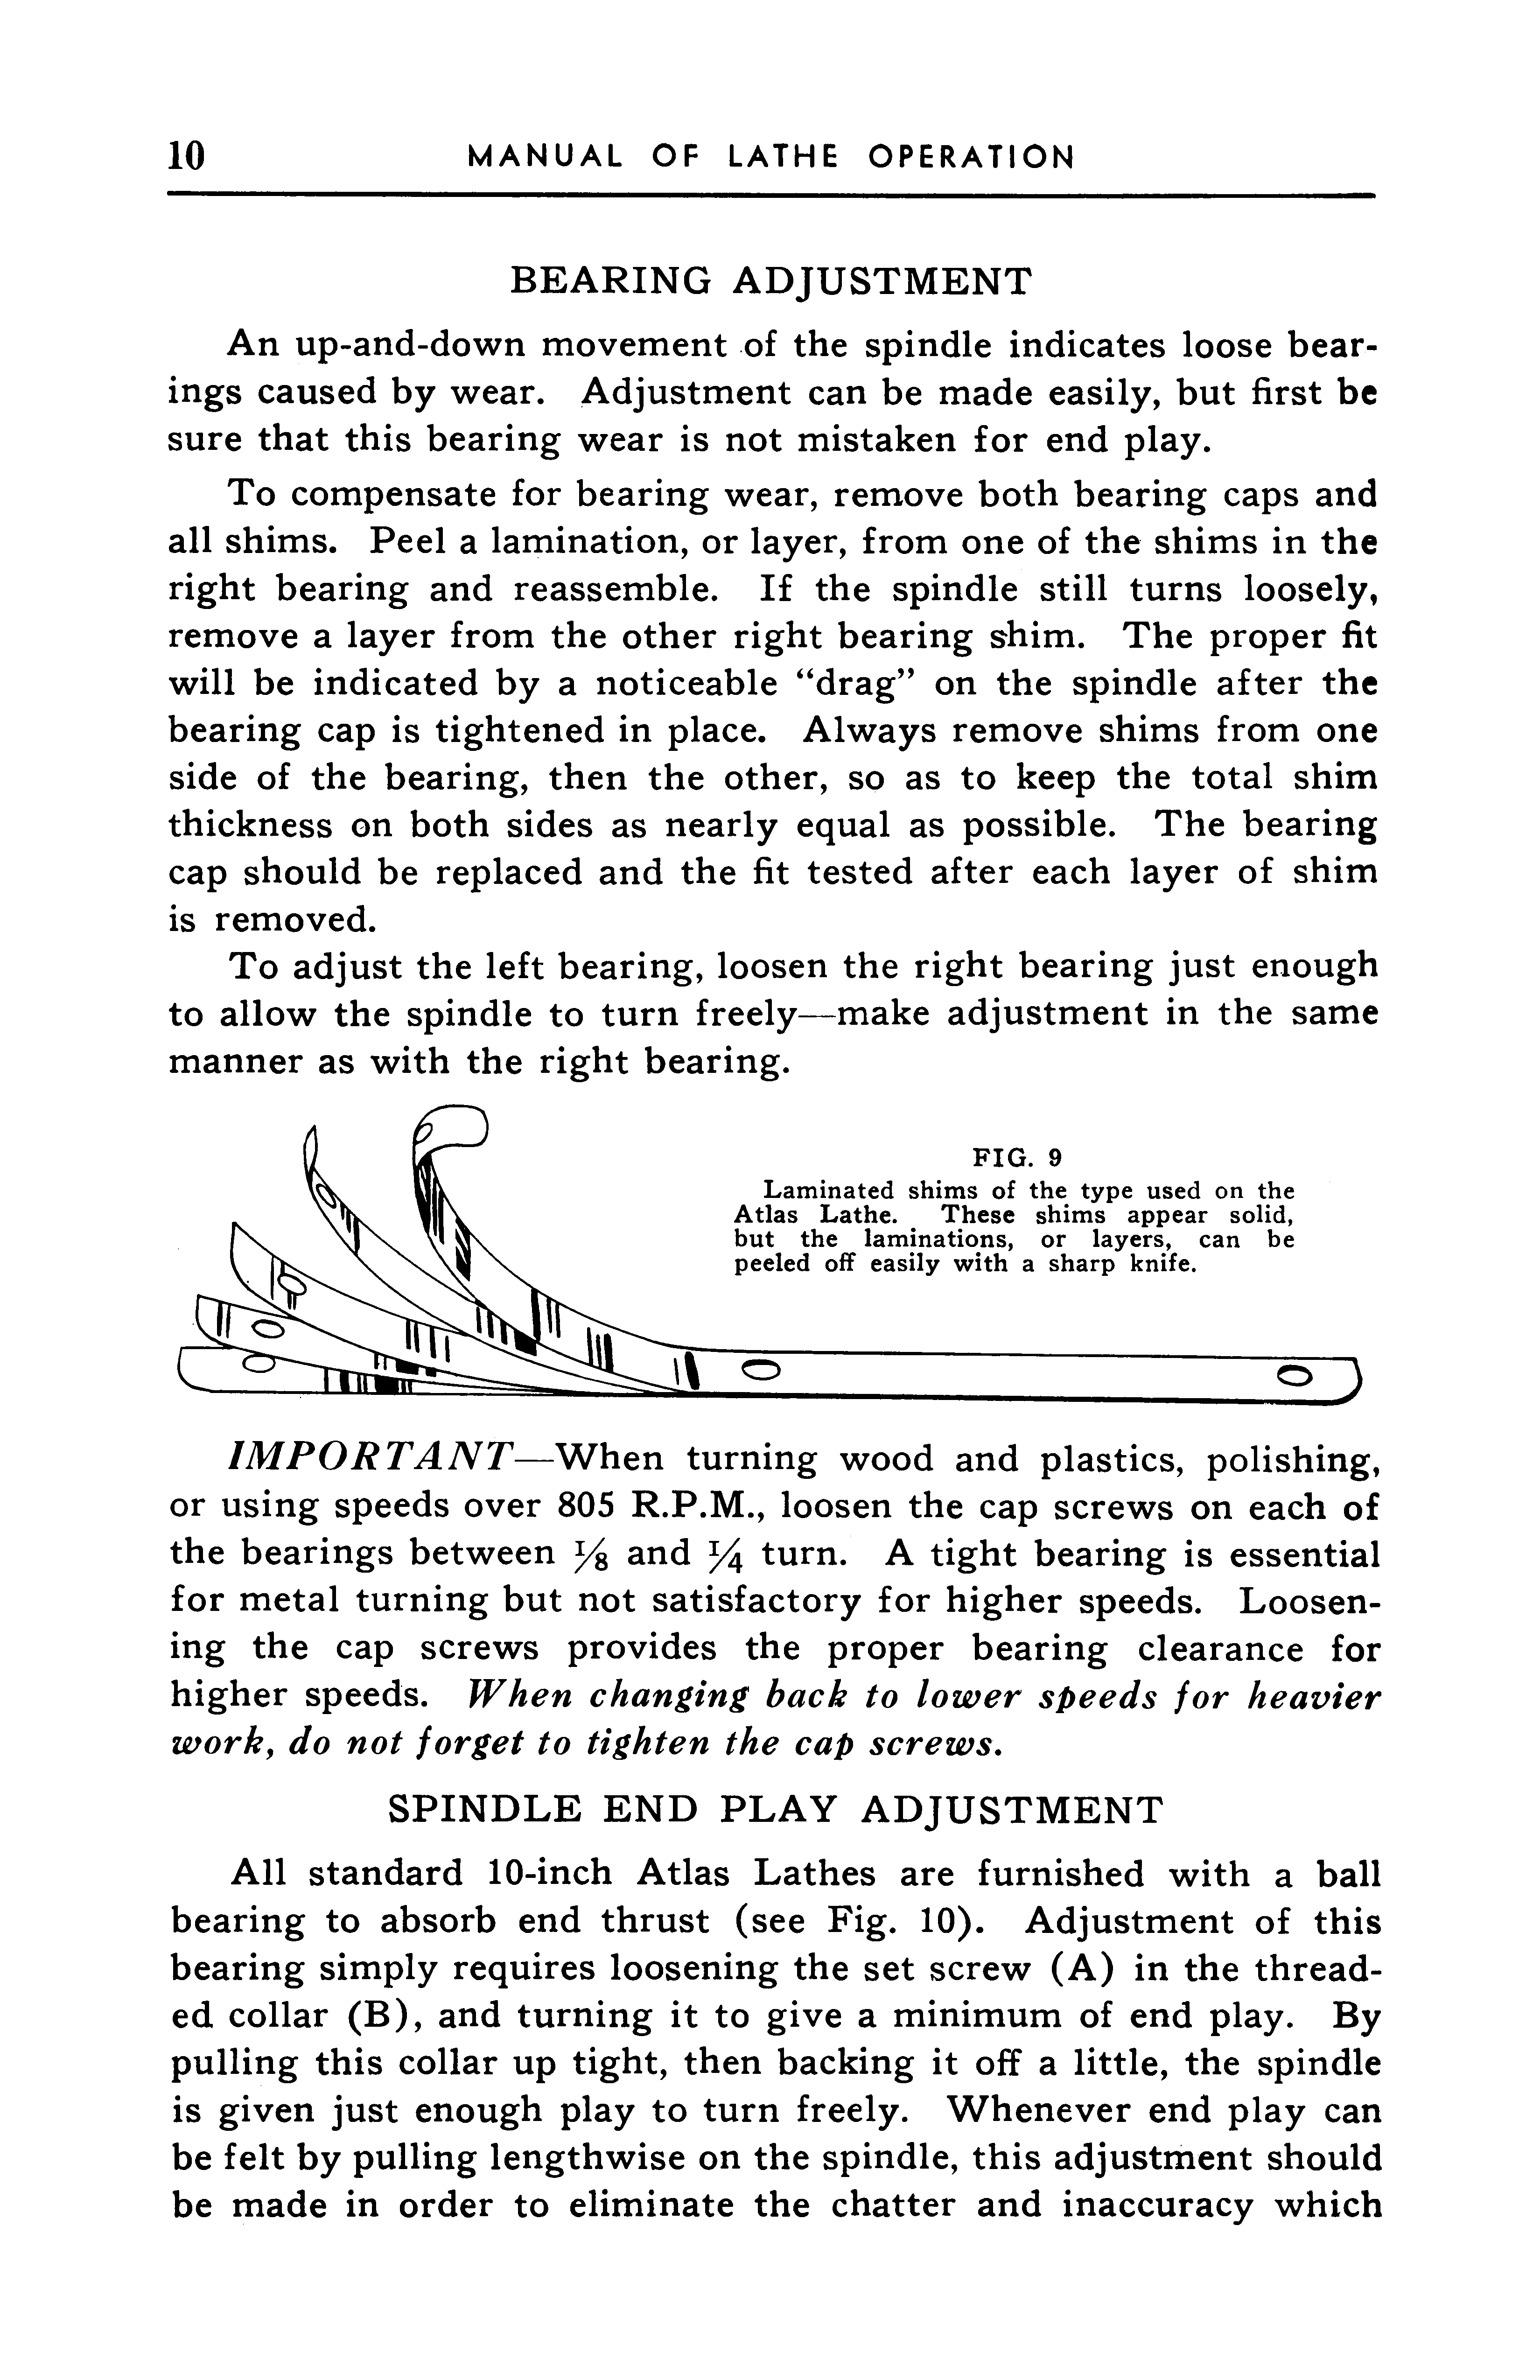 10 MANUAL OF LATHE OPERATION
BEARING ADJUSTMENT
An up-and-down movement of the spindle indicates loose bear-
ings caused by wear. Adjustment can be made easily, but first be
sure that this bearing wear is not mistaken for end play.
To compensate for bearing wear, remove both bearing caps and
all shims. Peel a lamination, or layer, from one of the shims in the
right bearing and reassemble. If the spindle still turns loosely,
remove a layer from the other right bearing shim. The proper fit
will be indicated by a noticeable “drag” on the spindle after the
bearing cap is tightened in place. Always remove shims from one
side of the bearing, then the other, so as to keep the total shim
thickness on both sides as nearly equal as possible. The bearing
cap should be replaced and the fit tested after each layer of shim
is removed.
To adjust the left bearing, loosen the right bearing just enough
to allow the spindle to turn freely—make adjustment in the same
manner as with the right bearing.
FIG. 9
Laminated shims of the type used on the
Atlas Lathe. These shims appear solid,
but the laminations, or layers, can be
peeled off easily with a sharp knife.
IMPORTANT—When turning wood and plastics, polishing,
or using speeds over 805 R.P.M., loosen the cap screws on each of
the bearings between ⅛ and ¼ turn. A tight bearing is essential
for metal turning but not satisfactory for higher speeds. Loosen-
ing the cap screws provides the proper bearing clearance for
higher speeds. When changing back to lower speeds for heavier
work, do not forget to tighten the cap screws.
SPINDLE END PLAY ADJUSTMENT
All standard 10-inch Atlas Lathes are furnished with a ball
bearing to absorb end thrust (see Fig. 10). Adjustment of this
bearing simply requires loosening the set screw (A) in the thread-
ed collar (B), and turning it to give a minimum of end play. By
pulling this collar up tight, then backing it off a little, the spindle
is given just enough play to turn freely. Whenever end play can
be felt by pulling lengthwise on the spindle, this adjustment should
be made in order to eliminate the chatter and inaccuracy which